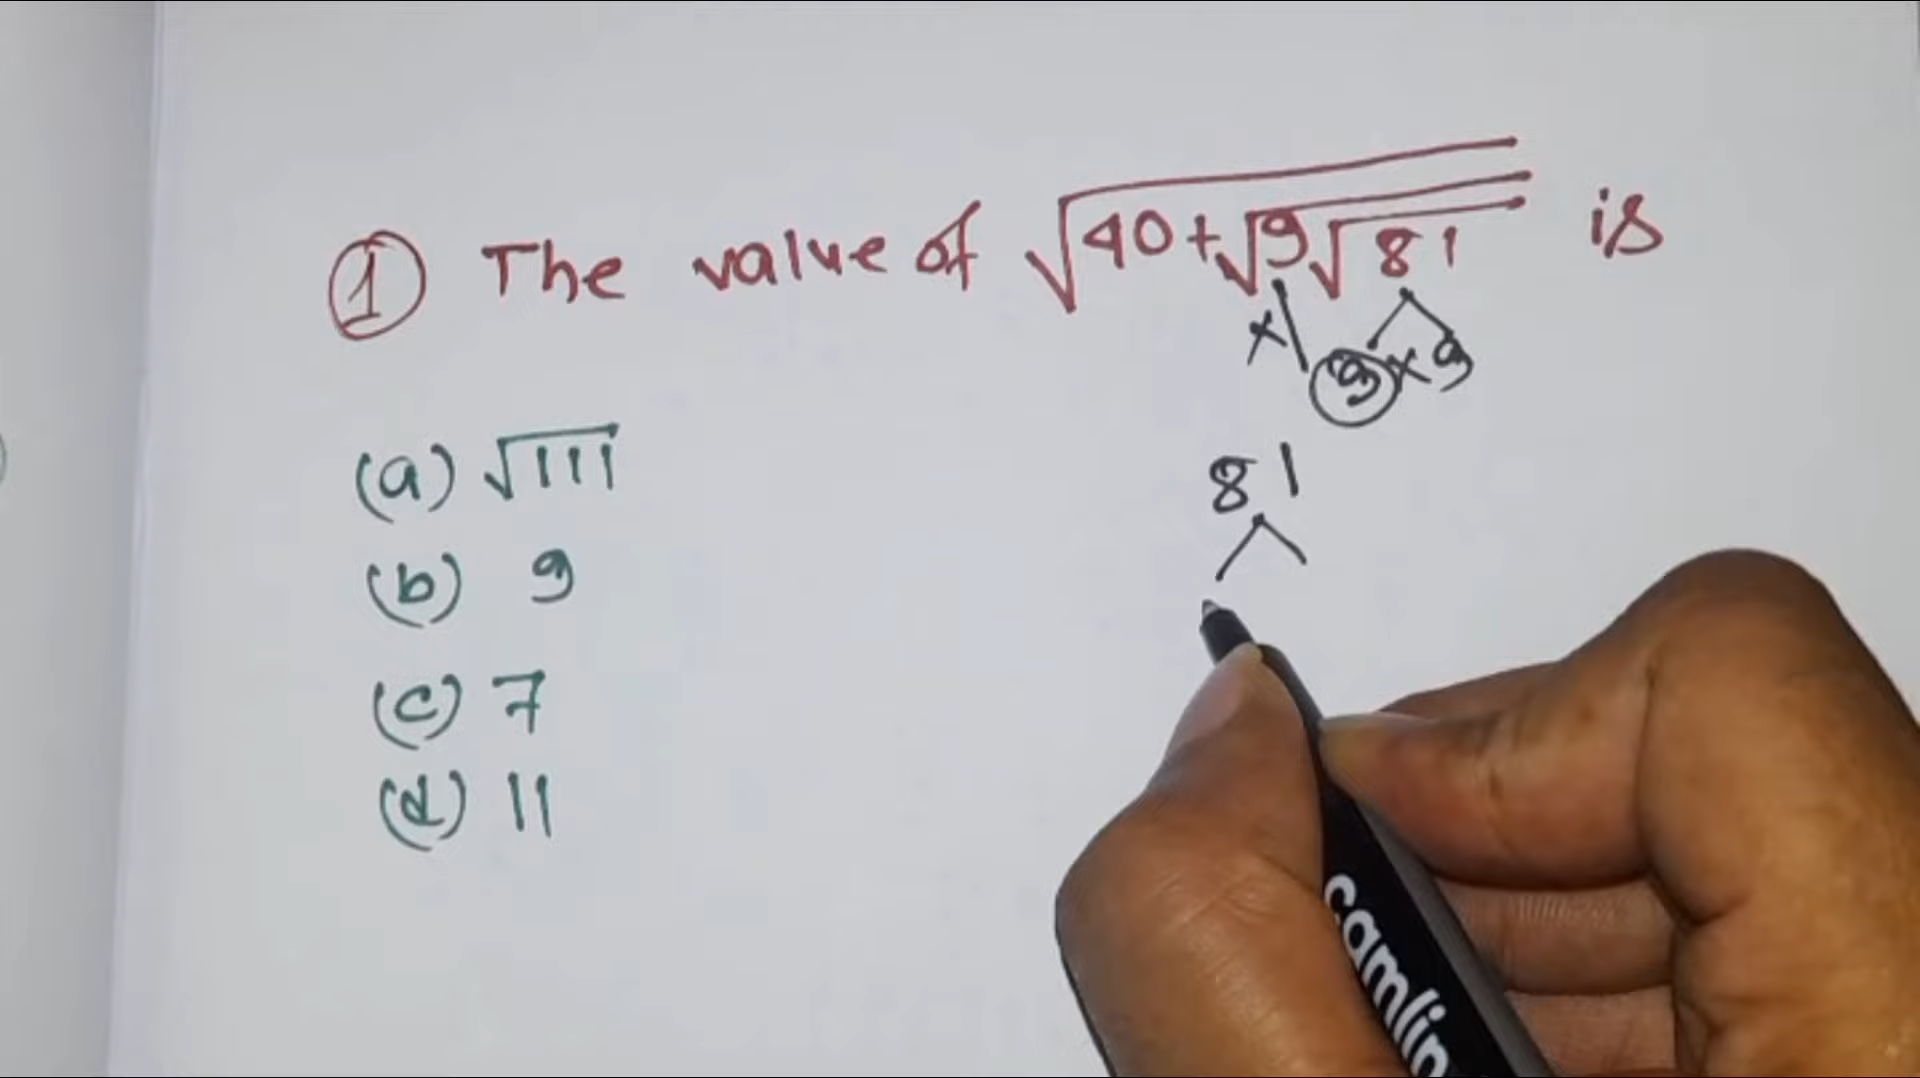 ① The value of √40+√9√81 is
× 9×9
81
(a) √111
(b) 9
(c) 7
(d) 11
camlin